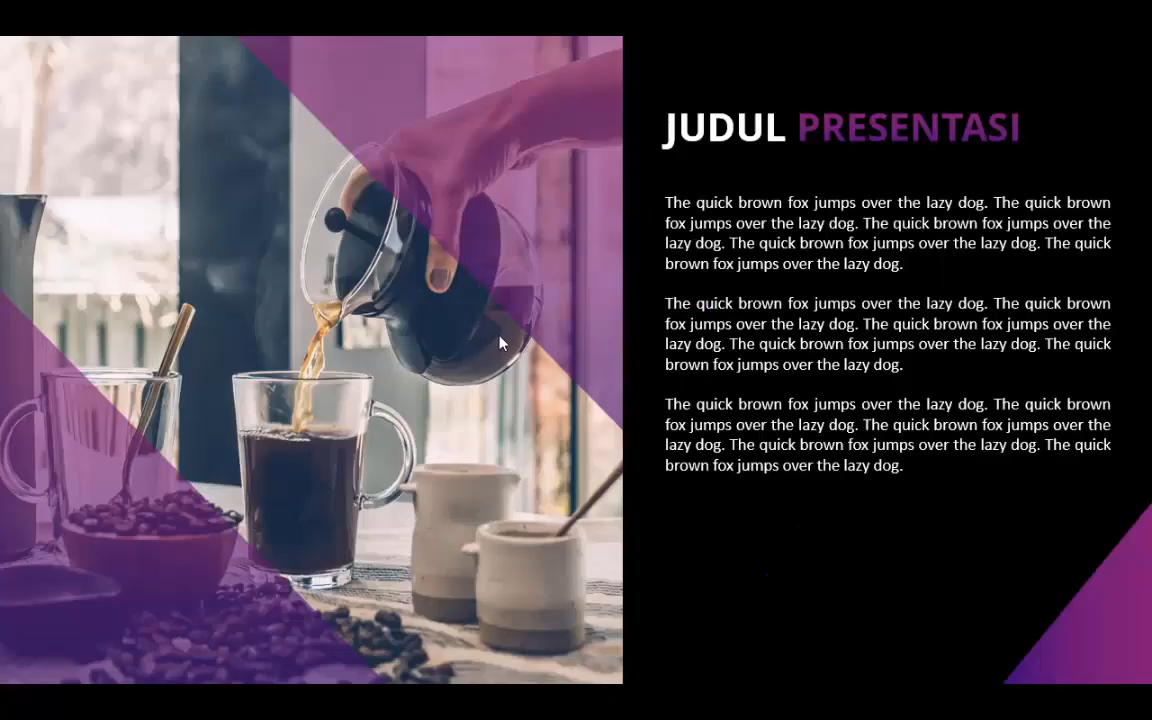 JUDUL PRESENTASI
The quick brown fox jumps over the lazy dog. The quick brown
fox jumps over the lazy dog. The quick brown fox jumps over the
lazy dog. The quick brown fox jumps over the lazy dog. The quick
brown fox jumps over the lazy dog.
The quick brown fox jumps over the lazy dog. The quick brown
fox jumps over the lazy dog. The quick brown fox jumps over the
lazy dog. The quick brown fox jumps over the lazy dog. The quick
brown fox jumps over the lazy dog.
The quick brown fox jumps over the lazy dog. The quick brown
fox jumps over the lazy dog. The quick brown fox jumps over the
lazy dog. The quick brown fox jumps over the lazy dog. The quick
brown fox jumps over the lazy dog.